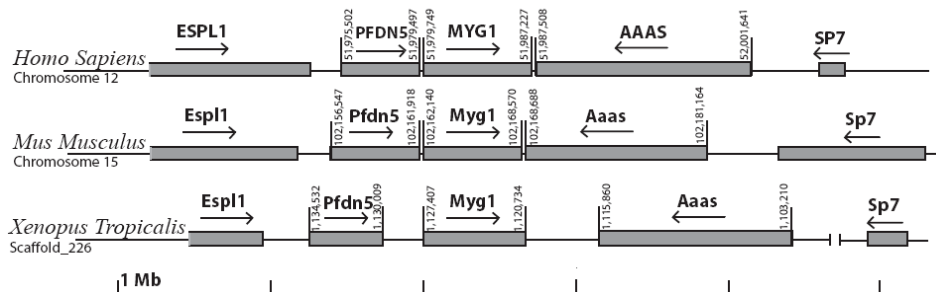 ESPL1 PFDN5 MYG1 AAAS SP7
51,975,502 51,979,497 51,979,749 51,987,227 51,987,508 52,001,641
Homo Sapiens
Chromosome 12
Espl1 Pfdn5 Myg1 Aaas Sp7
102,156,547 102,161,918 102,162,140 102,168,570 102,168,688 102,181,164
Mus Musculus
Chromosome 15
Espl1 Pfdn5 Myg1 Aaas Sp7
1,134,532 1,130,009 1,127,407 1,120,734 1,115,860 1,103,210
Xenopus Tropicalis
Scaffold_226
1 Mb